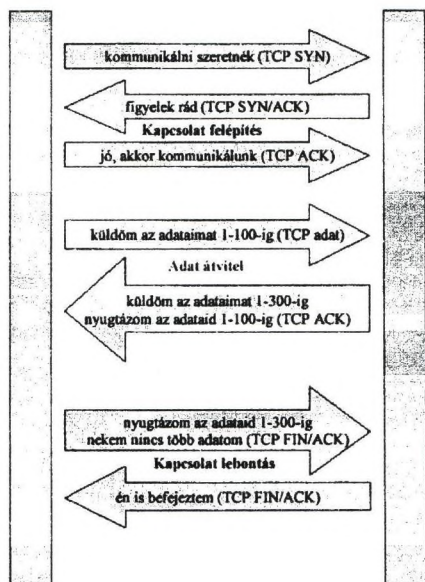 kommunikálni szeretnék (TCP SYN)
figyelek rád (TCP SYN/ACK)
Kapcsolat felépítés
jó, akkor kommunikálunk (TCP ACK)
küldöm az adataimat 1-100-ig (TCP adat)
Adat átvitel
küldöm az adataimat 1-300-ig
nyugtázom az adataid 1-100-ig (TCP ACK)
nyugtázom az adataid 1-300-ig
nekem nincs több adatom (TCP FIN/ACK)
Kapcsolat lebontás
én is befejeztem (TCP FIN/ACK)